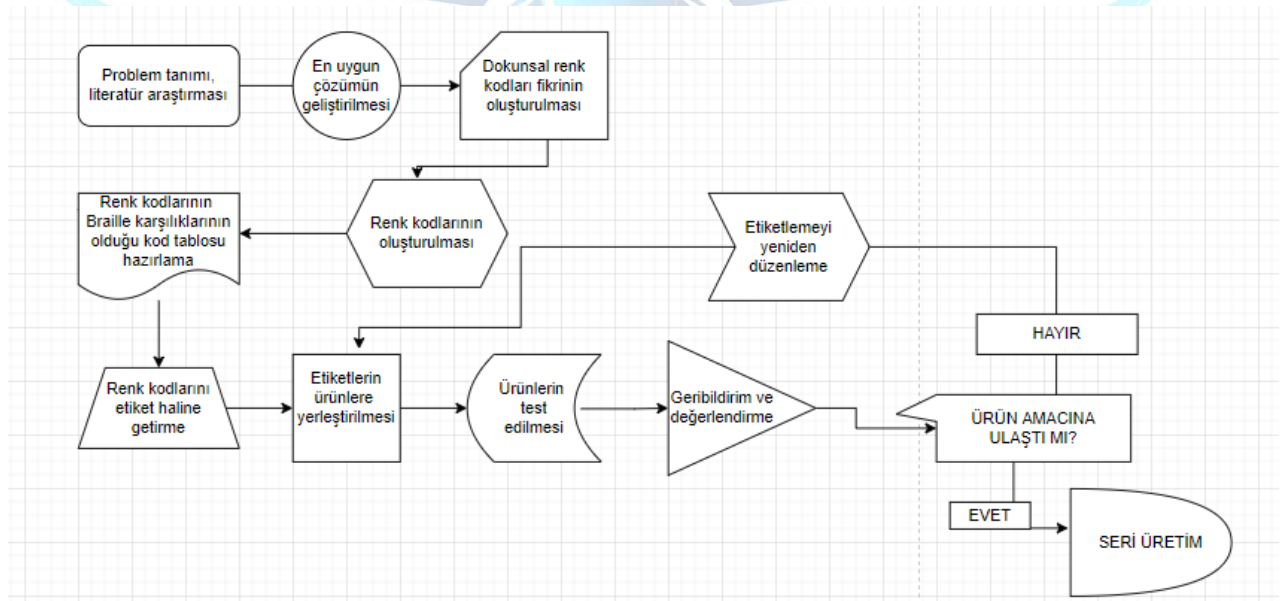 Problem tanımı,
literatür araştırması
En uygun
çözümün
geliştirilmesi
Dokunsal renk
kodları fikrinin
oluşturulması
Renk kodlarının
Braille karşılıklarının
olduğu kod tablosu
hazırlama
Renk kodlarının
oluşturulması
Etiketlemeyi
yeniden
düzenleme
HAYIR
Renk kodlarını
etiket haline
getirme
Etiketlerin
ürünlere
yerleştirilmesi
Ürünlerin
test
edilmesi
Geribildirim ve
değerlendirme
ÜRÜN AMACINA
ULAŞTI MI?
EVET
SERİ ÜRETİM